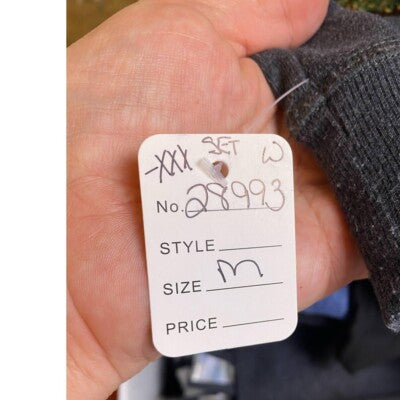 -XXX SET W
No. 28993
STYLE
SIZE m
PRICE